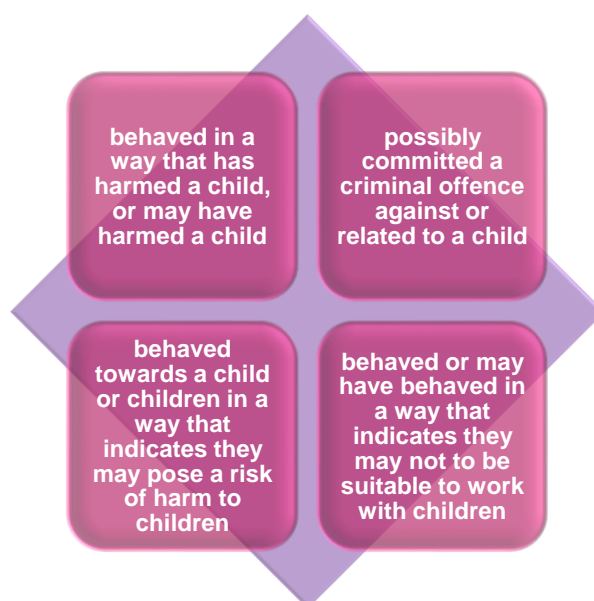 behaved in a
way that has
harmed a child,
or may have
harmed a child
possibly
committed a
criminal offence
against or
related to a child
behaved
towards a child
or children in a
way that
indicates they
may pose a risk
of harm to
children
behaved or may
have behaved in
a way that
indicates they
may not to be
suitable to work
with children